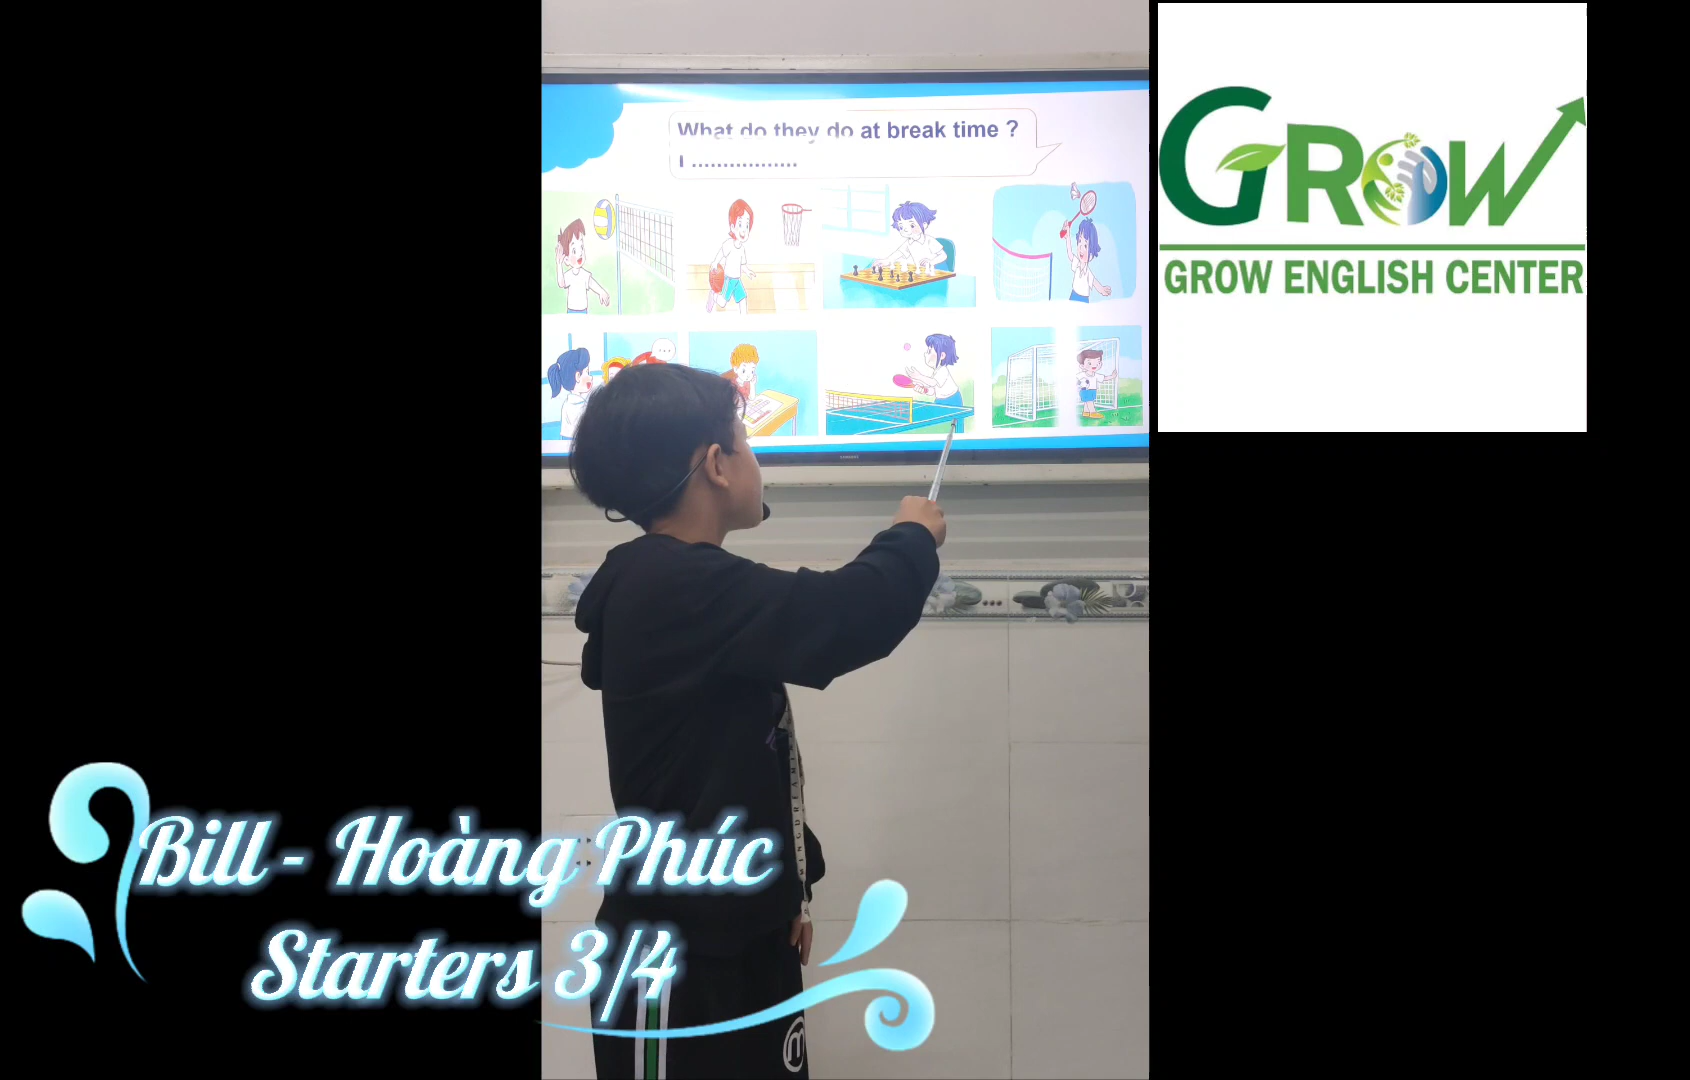 What do they do at break time ?
I .................
GROW
GROW ENGLISH CENTER
Bill - Hoàng Phúc
Starters 3/4